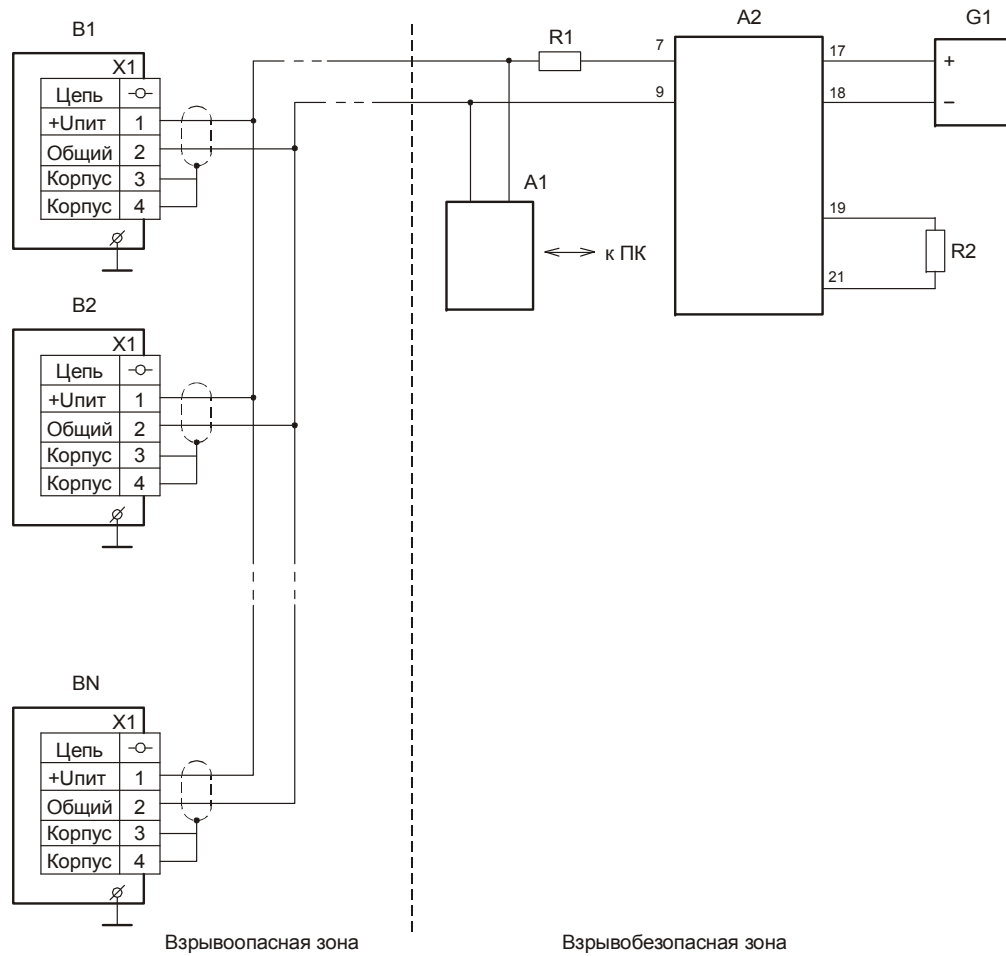 B1
X1
Цепь
+Uпит 1
Общий 2
Корпус 3
Корпус 4
B2
X1
Цепь
+Uпит 1
Общий 2
Корпус 3
Корпус 4
BN
X1
Цепь
+Uпит 1
Общий 2
Корпус 3
Корпус 4
R1
7
9
A2
17
18
19
21
G1
+
−
R2
A1
к ПК
Взрывоопасная зона
Взрывобезопасная зона